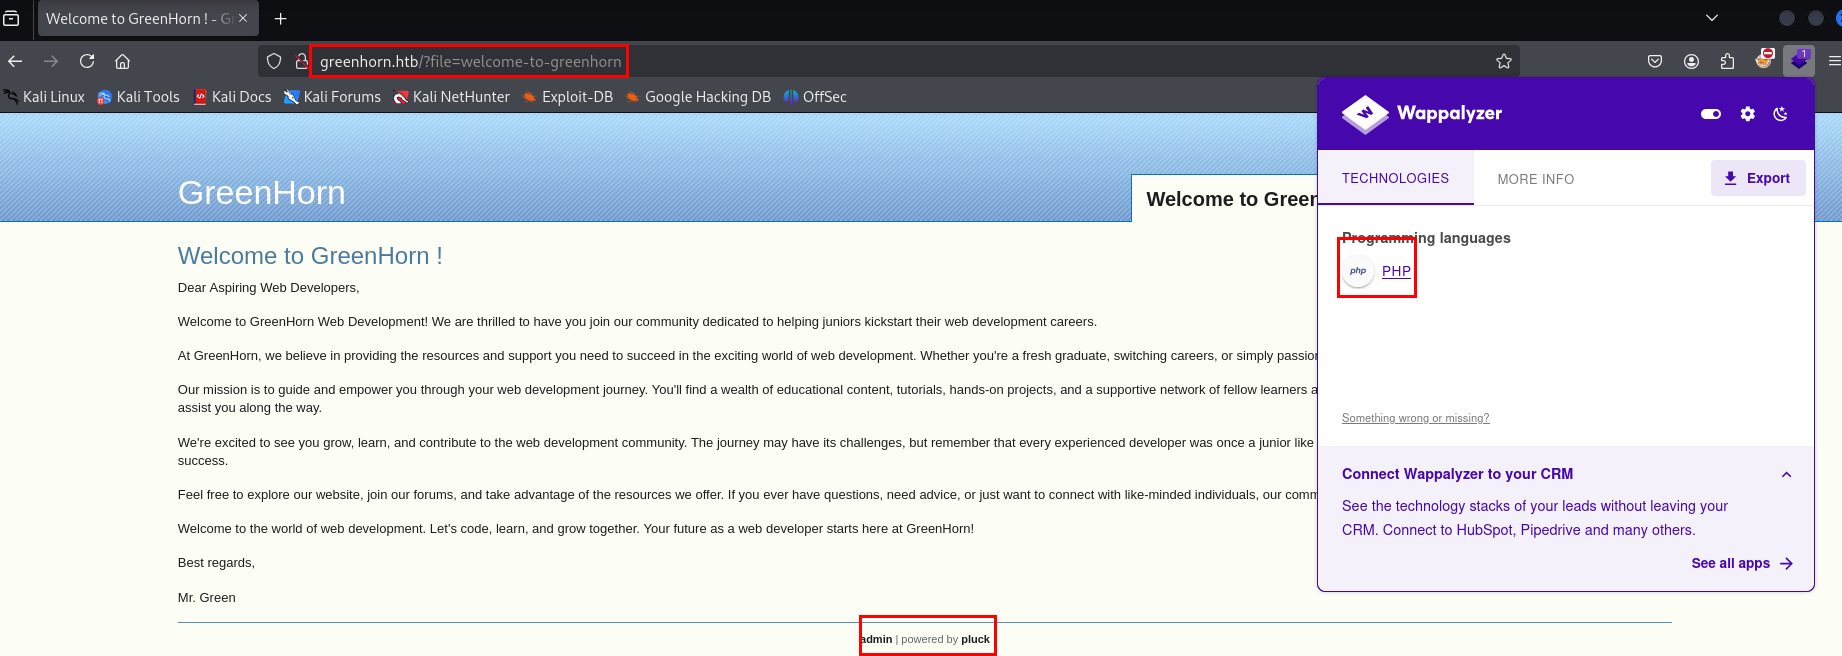 Welcome to GreenHorn ! - Gr
greenhorn.htb/?file=welcome-to-greenhorn
1
Kali Linux Kali Tools Kali Docs Kali Forums Kali NetHunter Exploit-DB Google Hacking DB OffSec
Wappalyzer
TECHNOLOGIES MORE INFO Export
Programming languages
php PHP
Something wrong or missing?
Connect Wappalyzer to your CRM
See the technology stacks of your leads without leaving your
CRM. Connect to HubSpot, Pipedrive and many others.
See all apps
GreenHorn
Welcome to Green
Welcome to GreenHorn !
Dear Aspiring Web Developers,
Welcome to GreenHorn Web Development! We are thrilled to have you join our community dedicated to helping juniors kickstart their web development careers.
At GreenHorn, we believe in providing the resources and support you need to succeed in the exciting world of web development. Whether you're a fresh graduate, switching careers, or simply passion
Our mission is to guide and empower you through your web development journey. You'll find a wealth of educational content, tutorials, hands-on projects, and a supportive network of fellow learners a
assist you along the way.
We're excited to see you grow, learn, and contribute to the web development community. The journey may have its challenges, but remember that every experienced developer was once a junior like
success.
Feel free to explore our website, join our forums, and take advantage of the resources we offer. If you ever have questions, need advice, or just want to connect with like-minded individuals, our comm
Welcome to the world of web development. Let's code, learn, and grow together. Your future as a web developer starts here at GreenHorn!
Best regards,
Mr. Green
admin | powered by pluck